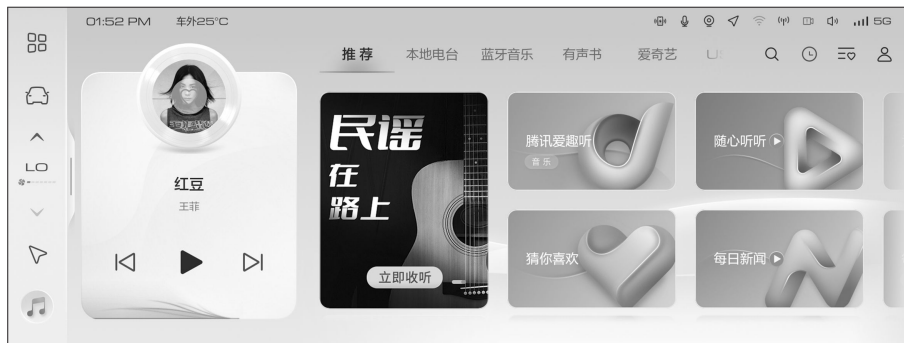 01:52 PM 车外25°C
5G
推荐 本地电台 蓝牙音乐 有声书 爱奇艺
LO
红豆
王菲
民谣
在
路上
立即收听
腾讯爱趣听
音乐
随心听听
猜你喜欢
每日新闻